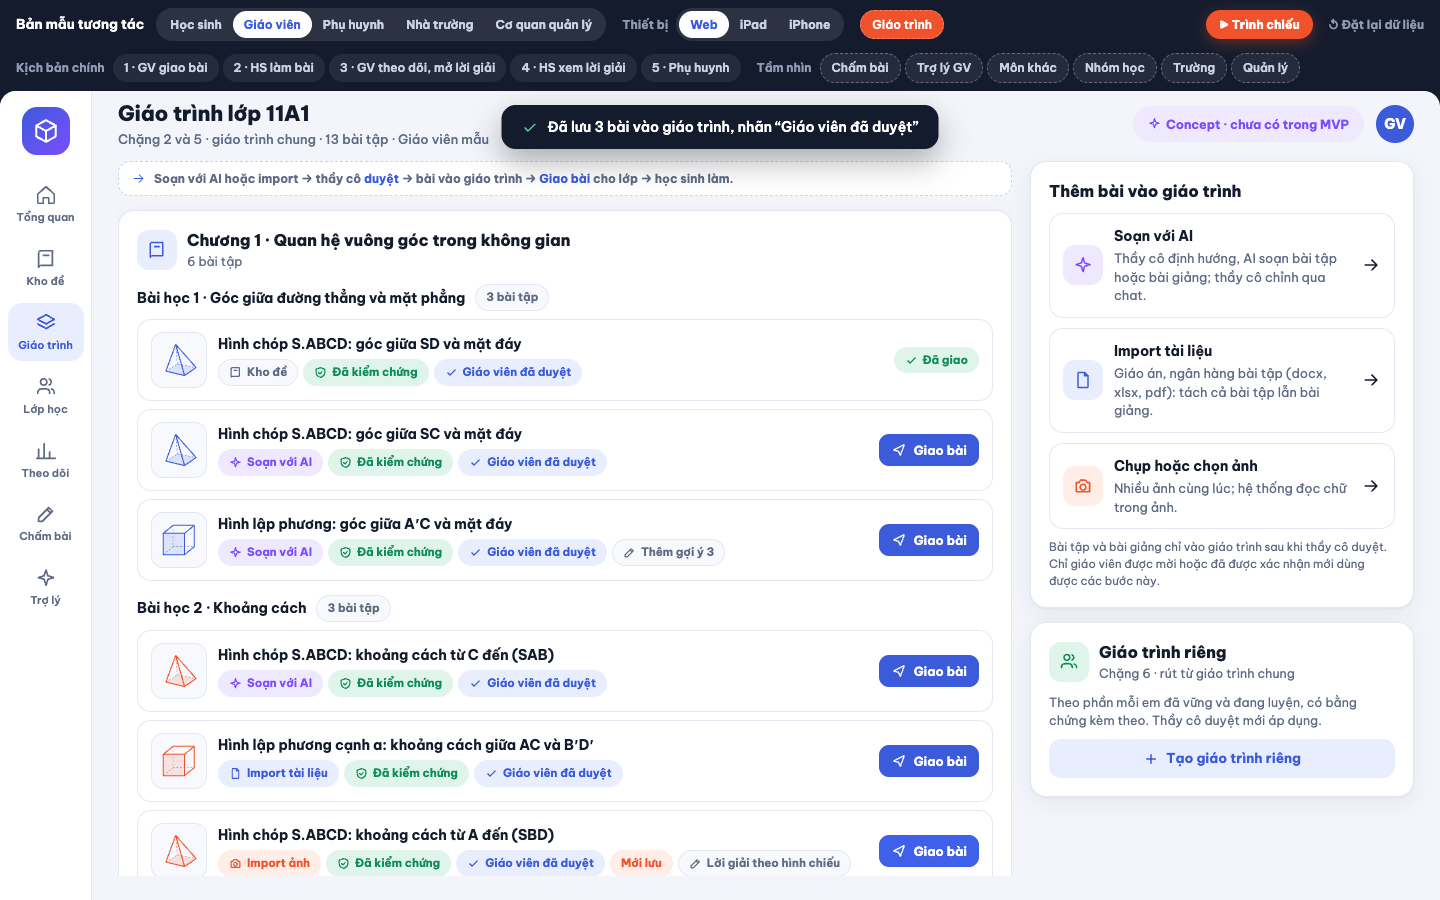 Bản mẫu tương tác
Học sinh
Giáo viên
Phụ huynh
Nhà trường
Cơ quan quản lý
Thiết bị
Web
iPad
iPhone
Giáo trình
Trình chiếu
Đặt lại dữ liệu
Kịch bản chính
1 · GV giao bài
2 · HS làm bài
3 · GV theo dõi, mở lời giải
4 · HS xem lời giải
5 · Phụ huynh
Tầm nhìn
Chấm bài
Trợ lý GV
Môn khác
Nhóm học
Trường
Quản lý
Tổng quan
Kho đề
Giáo trình
Lớp học
Theo dõi
Chấm bài
Trợ lý
Giáo trình lớp 11A1
Chặng 2 và 5 · giáo trình chung · 13 bài tập · Giáo viên mẫu
Đã lưu 3 bài vào giáo trình, nhãn “Giáo viên đã duyệt”
Concept · chưa có trong MVP
GV
Soạn với AI hoặc import → thầy cô duyệt → bài vào giáo trình → Giao bài cho lớp → học sinh làm.
Chương 1 · Quan hệ vuông góc trong không gian
6 bài tập
Bài học 1 · Góc giữa đường thẳng và mặt phẳng
3 bài tập
Hình chóp S.ABCD: góc giữa SD và mặt đáy
Kho đề
Đã kiểm chứng
Giáo viên đã duyệt
Đã giao
Hình chóp S.ABCD: góc giữa SC và mặt đáy
Soạn với AI
Đã kiểm chứng
Giáo viên đã duyệt
Giao bài
Hình lập phương: góc giữa A’C và mặt đáy
Soạn với AI
Đã kiểm chứng
Giáo viên đã duyệt
Thêm gợi ý 3
Giao bài
Bài học 2 · Khoảng cách
3 bài tập
Hình chóp S.ABCD: khoảng cách từ C đến (SAB)
Soạn với AI
Đã kiểm chứng
Giáo viên đã duyệt
Giao bài
Hình lập phương cạnh a: khoảng cách giữa AC và B’D’
Import tài liệu
Đã kiểm chứng
Giáo viên đã duyệt
Giao bài
Hình chóp S.ABCD: khoảng cách từ A đến (SBD)
Import ảnh
Đã kiểm chứng
Giáo viên đã duyệt
Mới lưu
Lời giải theo hình chiếu
Giao bài
Thêm bài vào giáo trình
Soạn với AI
Thầy cô định hướng, AI soạn bài tập
hoặc bài giảng; thầy cô chỉnh qua
chat.
Import tài liệu
Giáo án, ngân hàng bài tập (docx,
xlsx, pdf): tách cả bài tập lẫn bài
giảng.
Chụp hoặc chọn ảnh
Nhiều ảnh cùng lúc; hệ thống đọc chữ
trong ảnh.
Bài tập và bài giảng chỉ vào giáo trình sau khi thầy cô duyệt.
Chỉ giáo viên được mời hoặc đã được xác nhận mới dùng
được các bước này.
Giáo trình riêng
Chặng 6 · rút từ giáo trình chung
Theo phần mỗi em đã vững và đang luyện, có bằng
chứng kèm theo. Thầy cô duyệt mới áp dụng.
Tạo giáo trình riêng